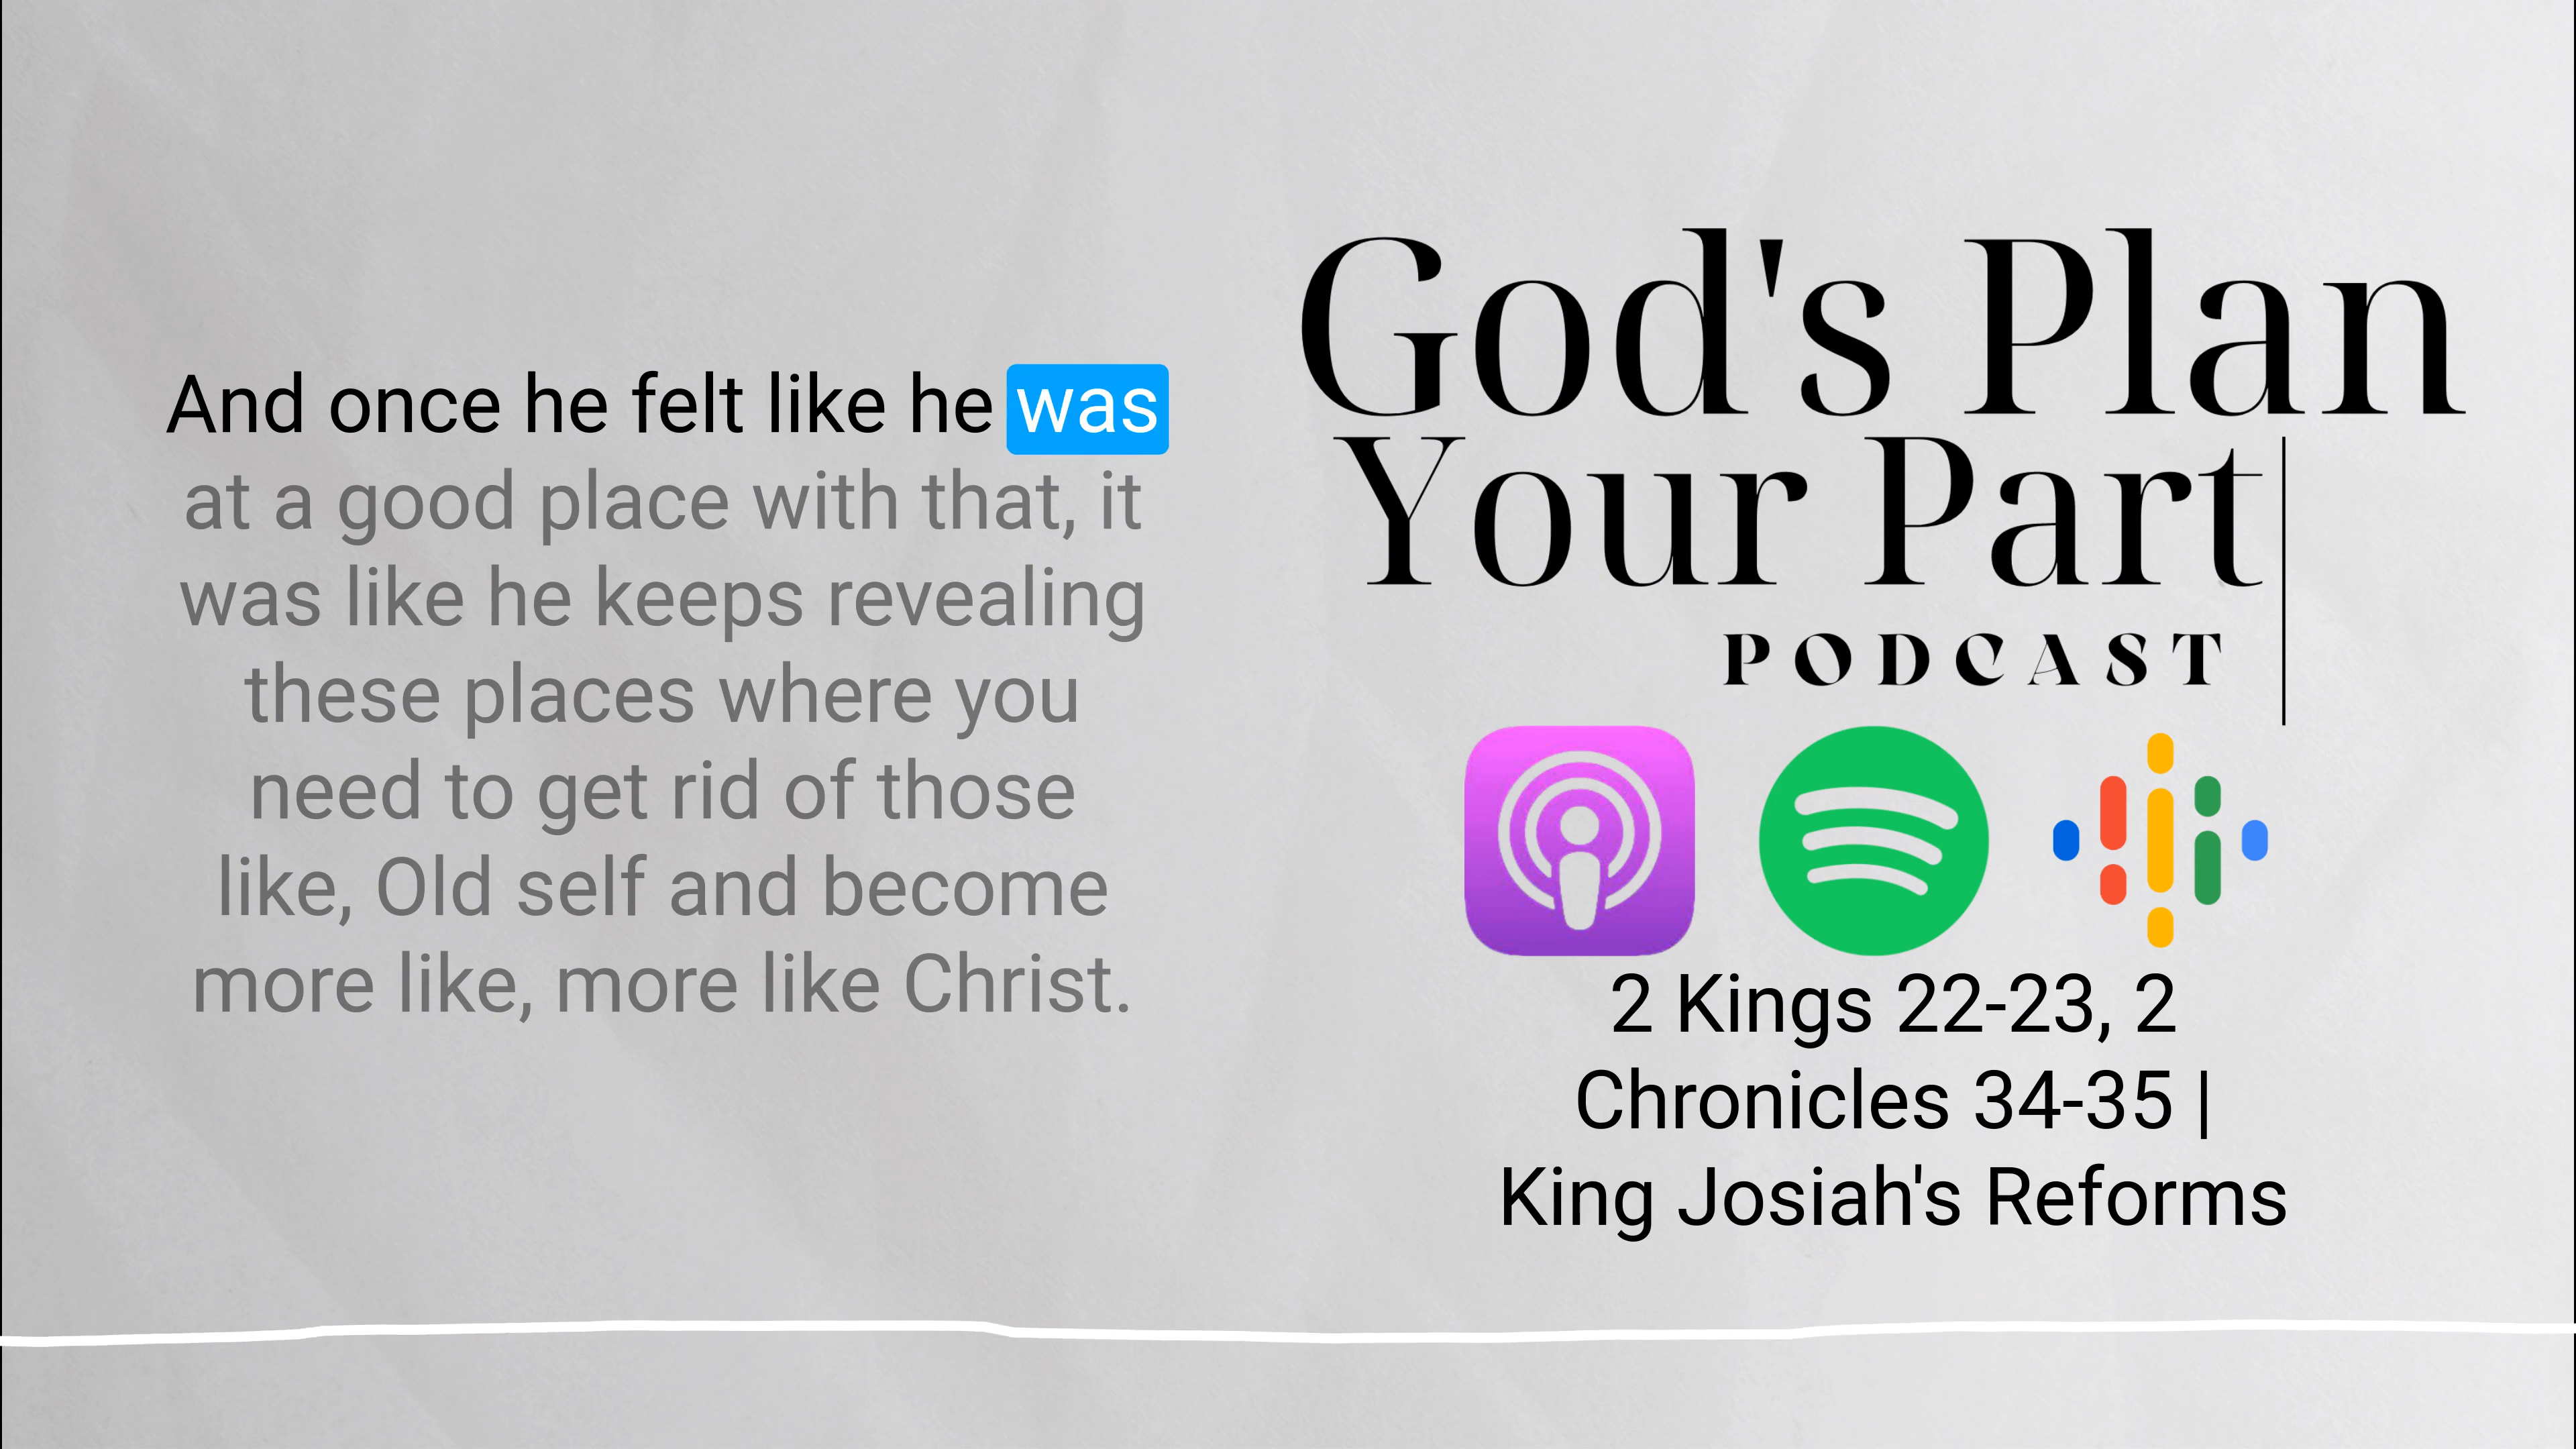 And once he felt like he was
at a good place with that, it
was like he keeps revealing
these places where you
need to get rid of those
like, Old self and become
more like, more like Christ.
God's Plan
Your Part
PODCAST
2 Kings 22-23, 2
Chronicles 34-35 |
King Josiah's Reforms